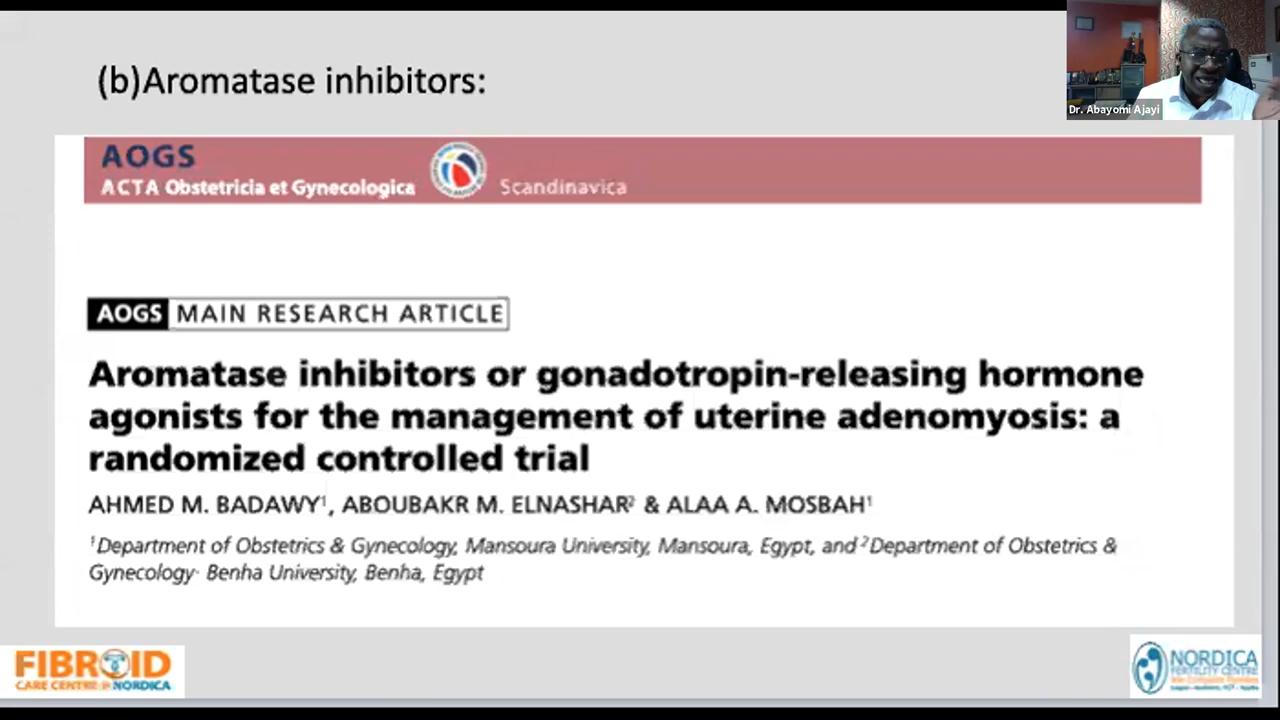 (b)Aromatase inhibitors:
Dr. Abayomi Ajayi
AOGS
ACTA Obstetricia et Gynecologica
Scandinavica
AOGS MAIN RESEARCH ARTICLE
Aromatase inhibitors or gonadotropin-releasing hormone
agonists for the management of uterine adenomyosis: a
randomized controlled trial
AHMED M. BADAWY¹, ABOUBAKR M. ELNASHAR² & ALAA A. MOSBAH¹
¹Department of Obstetrics & Gynecology, Mansoura University, Mansoura, Egypt, and ²Department of Obstetrics &
Gynecology· Benha University, Benha, Egypt
FIBROID
CARE CENTRE @ NORDICA
NORDICA
FERTILITY CENTRE